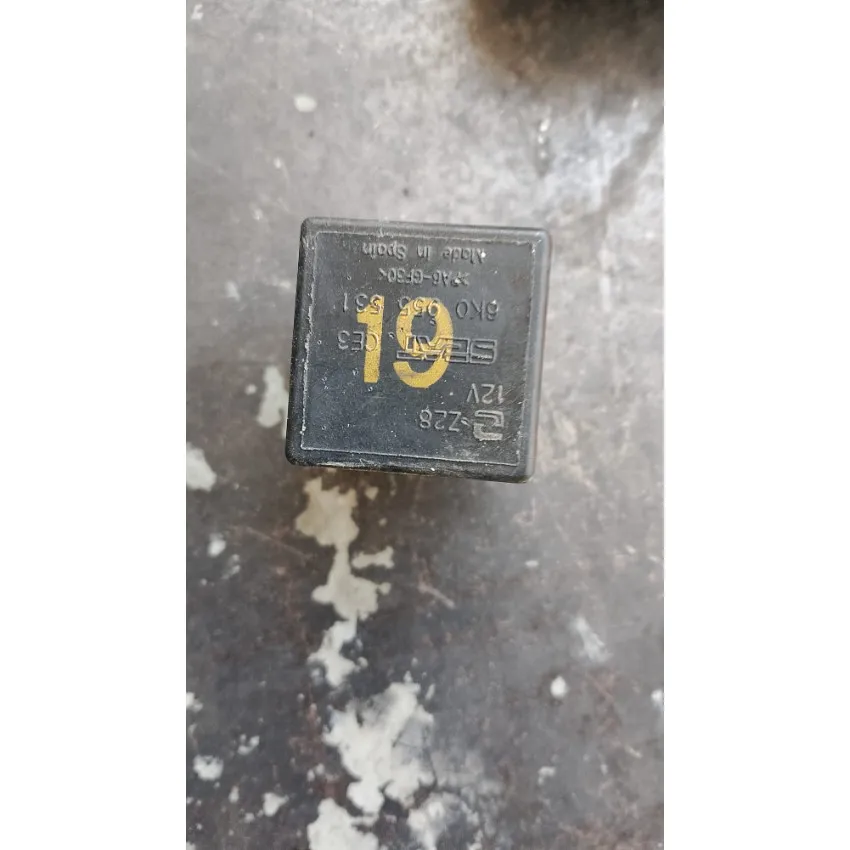 19
Z28
12V
SEAT CE3
6K0 955 531
>PA6-GF30<
Made in Spain